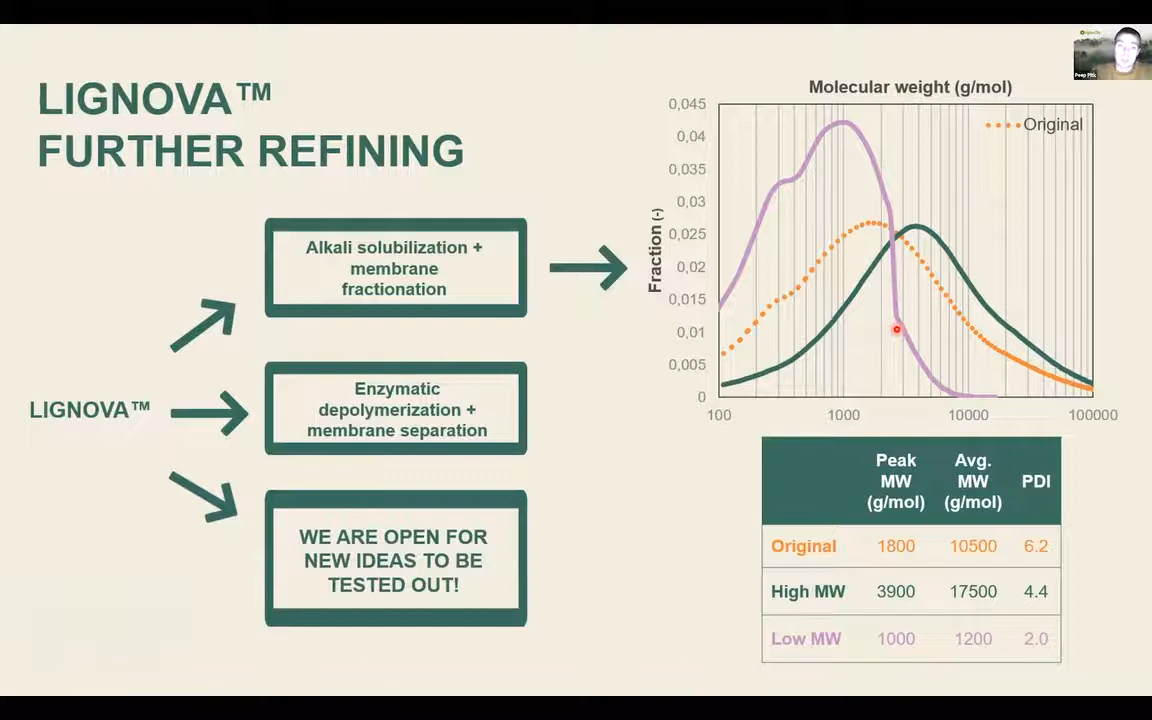 LIGNOVA™
FURTHER REFINING
LIGNOVA™
Alkali solubilization +
membrane
fractionation
Enzymatic
depolymerization +
membrane separation
WE ARE OPEN FOR
NEW IDEAS TO BE
TESTED OUT!
Molecular weight (g/mol)
Original
Fraction (-)
0,045
0,04
0,035
0,03
0,025
0,02
0,015
0,01
0,005
0
100 1000 10000 100000
Peak MW (g/mol) Avg. MW (g/mol) PDI
Original 1800 10500 6.2
High MW 3900 17500 4.4
Low MW 1000 1200 2.0